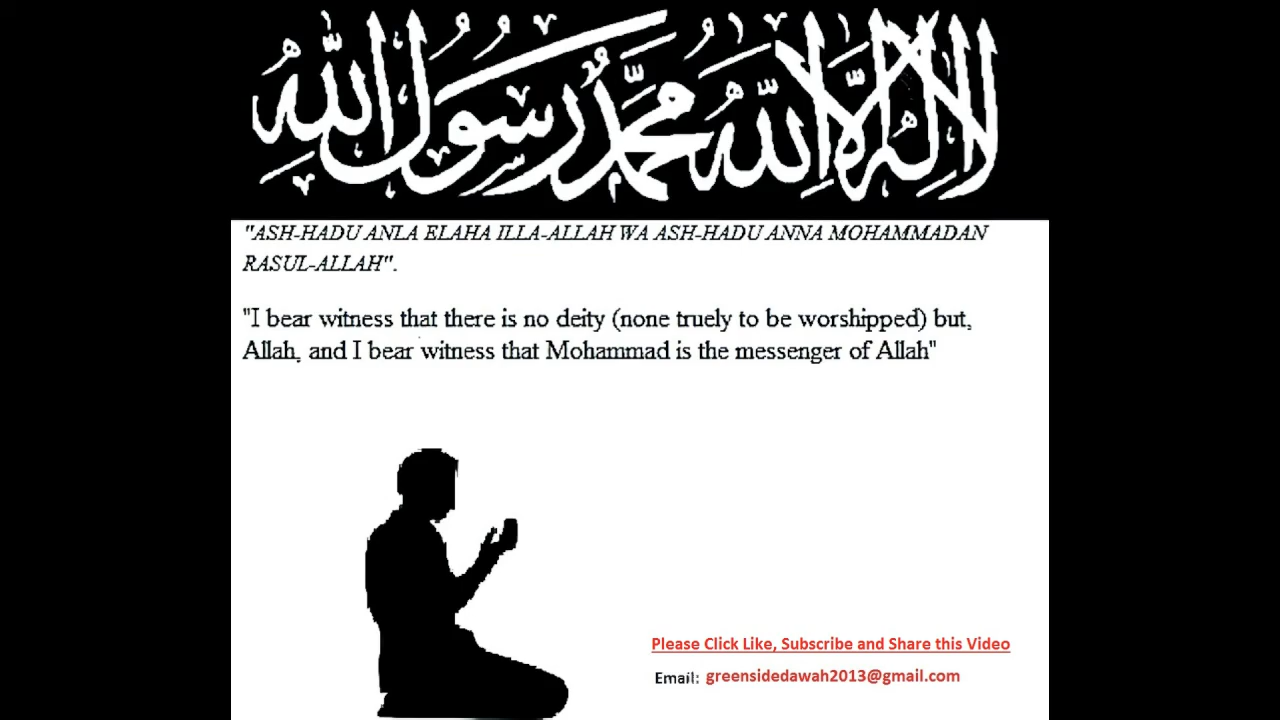 لا إله إلا الله محمد رسول الله
"ASH-HADU ANLA ELAHA ILLA-ALLAH WA ASH-HADU ANNA MOHAMMADAN
RASUL-ALLAH".
"I bear witness that there is no deity (none truely to be worshipped) but,
Allah, and I bear witness that Mohammad is the messenger of Allah"
Please Click Like, Subscribe and Share this Video
Email: greensidedawah2013@gmail.com